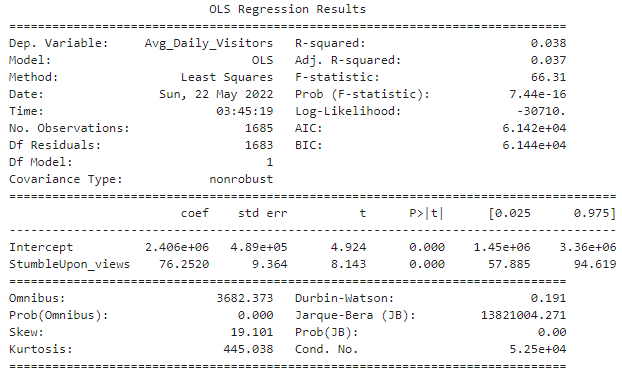 OLS Regression Results
==============================================================================
Dep. Variable: Avg_Daily_Visitors R-squared: 0.038
Model: OLS Adj. R-squared: 0.037
Method: Least Squares F-statistic: 66.31
Date: Sun, 22 May 2022 Prob (F-statistic): 7.44e-16
Time: 03:45:19 Log-Likelihood: -30710.
No. Observations: 1685 AIC: 6.142e+04
Df Residuals: 1683 BIC: 6.144e+04
Df Model: 1
Covariance Type: nonrobust
=====================================================================================
coef std err t P>|t| [0.025 0.975]
-------------------------------------------------------------------------------------
Intercept 2.406e+06 4.89e+05 4.924 0.000 1.45e+06 3.36e+06
StumbleUpon_views 76.2520 9.364 8.143 0.000 57.885 94.619
==============================================================================
Omnibus: 3682.373 Durbin-Watson: 0.191
Prob(Omnibus): 0.000 Jarque-Bera (JB): 13821004.271
Skew: 19.101 Prob(JB): 0.00
Kurtosis: 445.038 Cond. No. 5.25e+04
==============================================================================